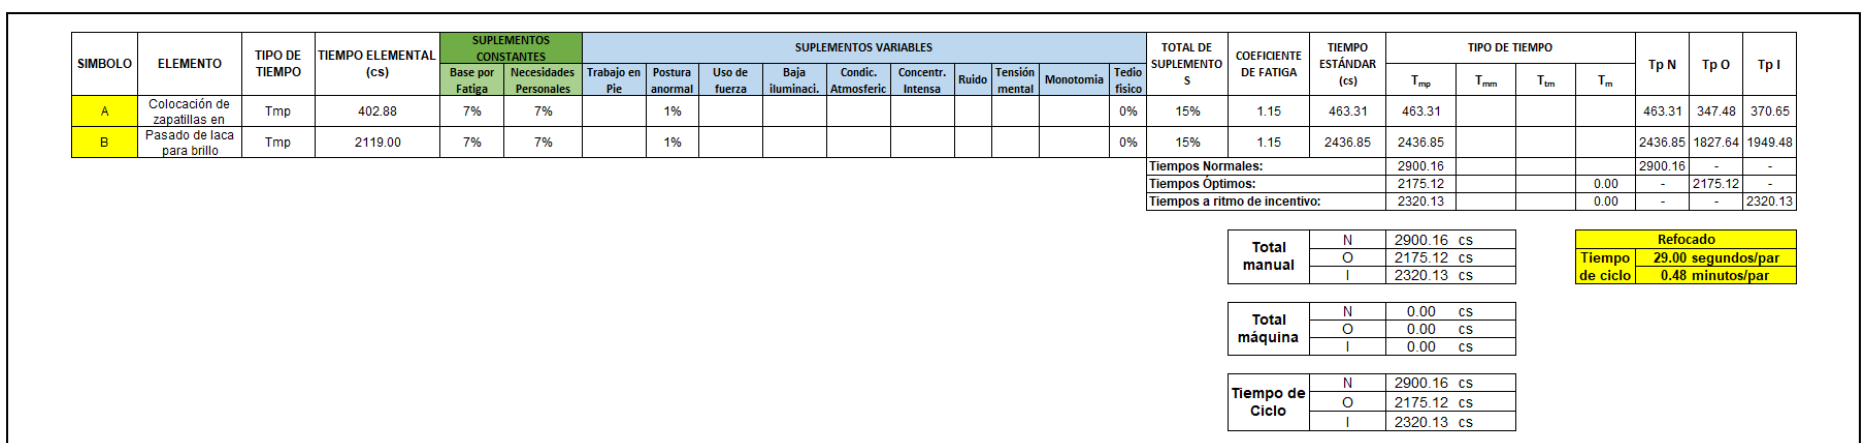 SIMBOLO ELEMENTO TIPO DE TIEMPO TIEMPO ELEMENTAL (cs) SUPLEMENTOS CONSTANTES SUPLEMENTOS VARIABLES TOTAL DE SUPLEMENTO S COEFICIENTE DE FATIGA TIEMPO ESTÁNDAR (cs) TIPO DE TIEMPO Tp N Tp O Tp I
Base por Fatiga Necesidades Personales Trabajo en Pie Postura anormal Uso de fuerza Baja iluminaci. Condic. Atmosferic Concentr. Intensa Ruido Tensión mental Monotomia Tedio fisico Tmp Tmm Ttm Tm
A Colocación de zapatillas en Tmp 402.88 7% 7% 1% 0% 15% 1.15 463.31 463.31 463.31 347.48 370.65
B Pasado de laca para brillo Tmp 2119.00 7% 7% 1% 0% 15% 1.15 2436.85 2436.85 2436.85 1827.64 1949.48
Tiempos Normales: 2900.16 2900.16 - -
Tiempos Óptimos: 2175.12 0.00 - 2175.12 -
Tiempos a ritmo de incentivo: 2320.13 0.00 - - 2320.13
Total manual N 2900.16 cs
O 2175.12 cs
I 2320.13 cs
Refocado
Tiempo de ciclo 29.00 segundos/par
0.48 minutos/par
Total máquina N 0.00 cs
O 0.00 cs
I 0.00 cs
Tiempo de Ciclo N 2900.16 cs
O 2175.12 cs
I 2320.13 cs